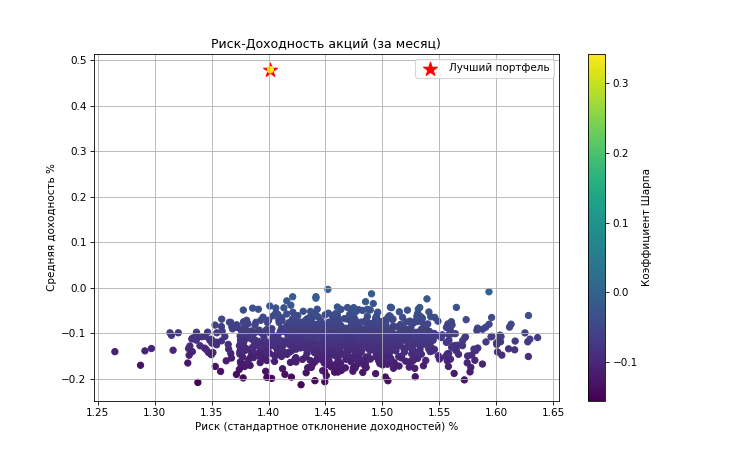 Риск-Доходность акций (за месяц)
Лучший портфель
0.5
0.4
0.3
0.2
0.1
0.0
−0.1
−0.2
Средняя доходность %
1.25 1.30 1.35 1.40 1.45 1.50 1.55 1.60 1.65
Риск (стандартное отклонение доходностей) %
0.3
0.2
0.1
0.0
−0.1
Коэффициент Шарпа